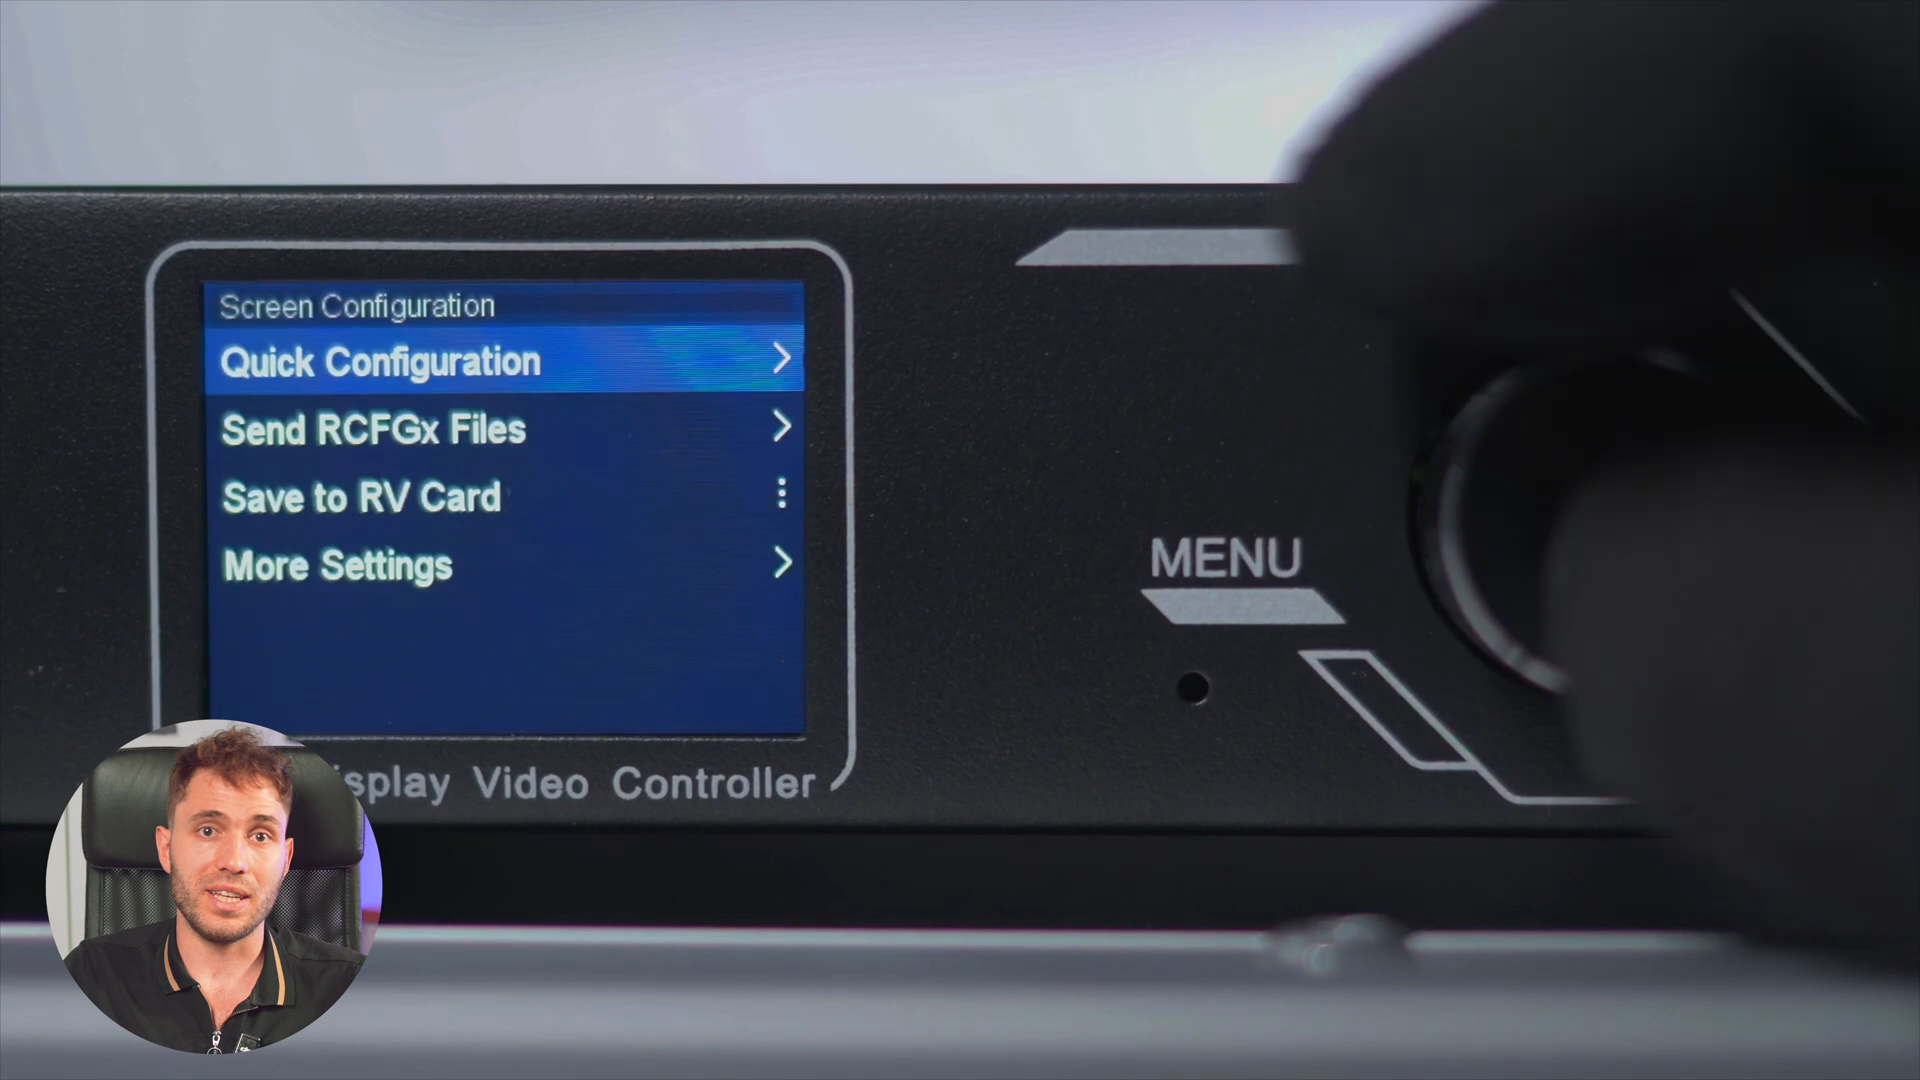 Screen Configuration
Quick Configuration
Send RCFGx Files
Save to RV Card
More Settings
MENU
Video Controller